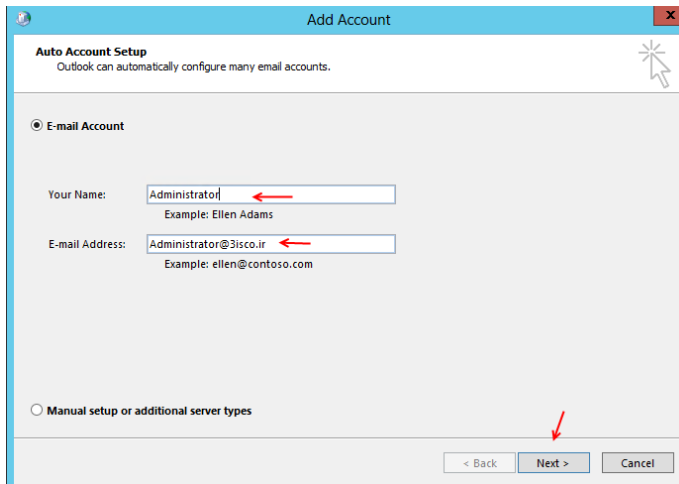 Add Account
x
Auto Account Setup
Outlook can automatically configure many email accounts.
E-mail Account
Your Name: Administrator
Example: Ellen Adams
E-mail Address: Administrator@3isco.ir
Example: ellen@contoso.com
Manual setup or additional server types
< Back Next > Cancel